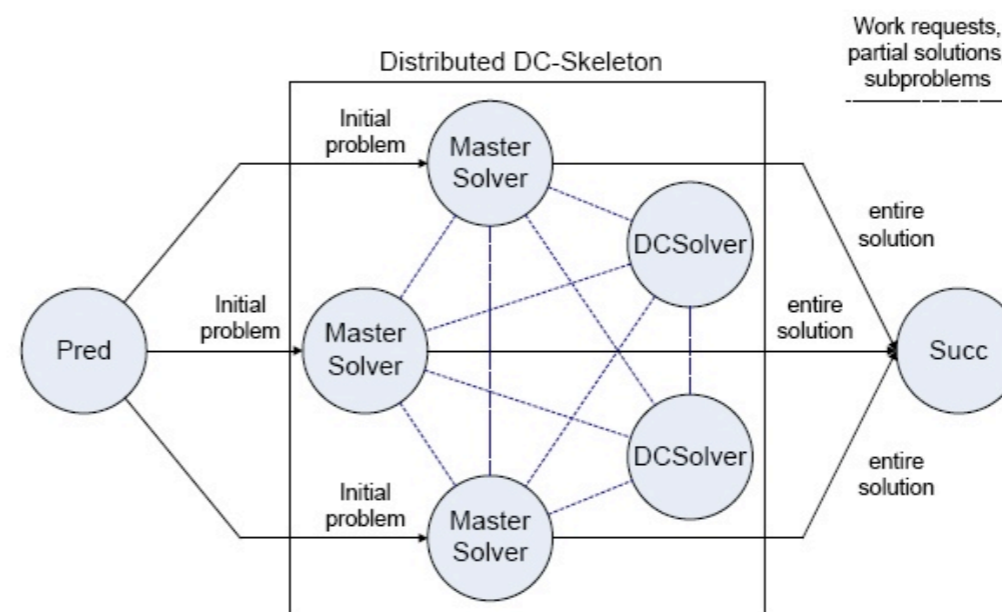 Work requests,
partial solutions
subproblems
Distributed DC-Skeleton
Initial
problem
Master
Solver
entire
solution
DCSolver
Pred
Initial
problem
Master
Solver
entire
solution
Succ
DCSolver
entire
solution
Initial
problem
Master
Solver